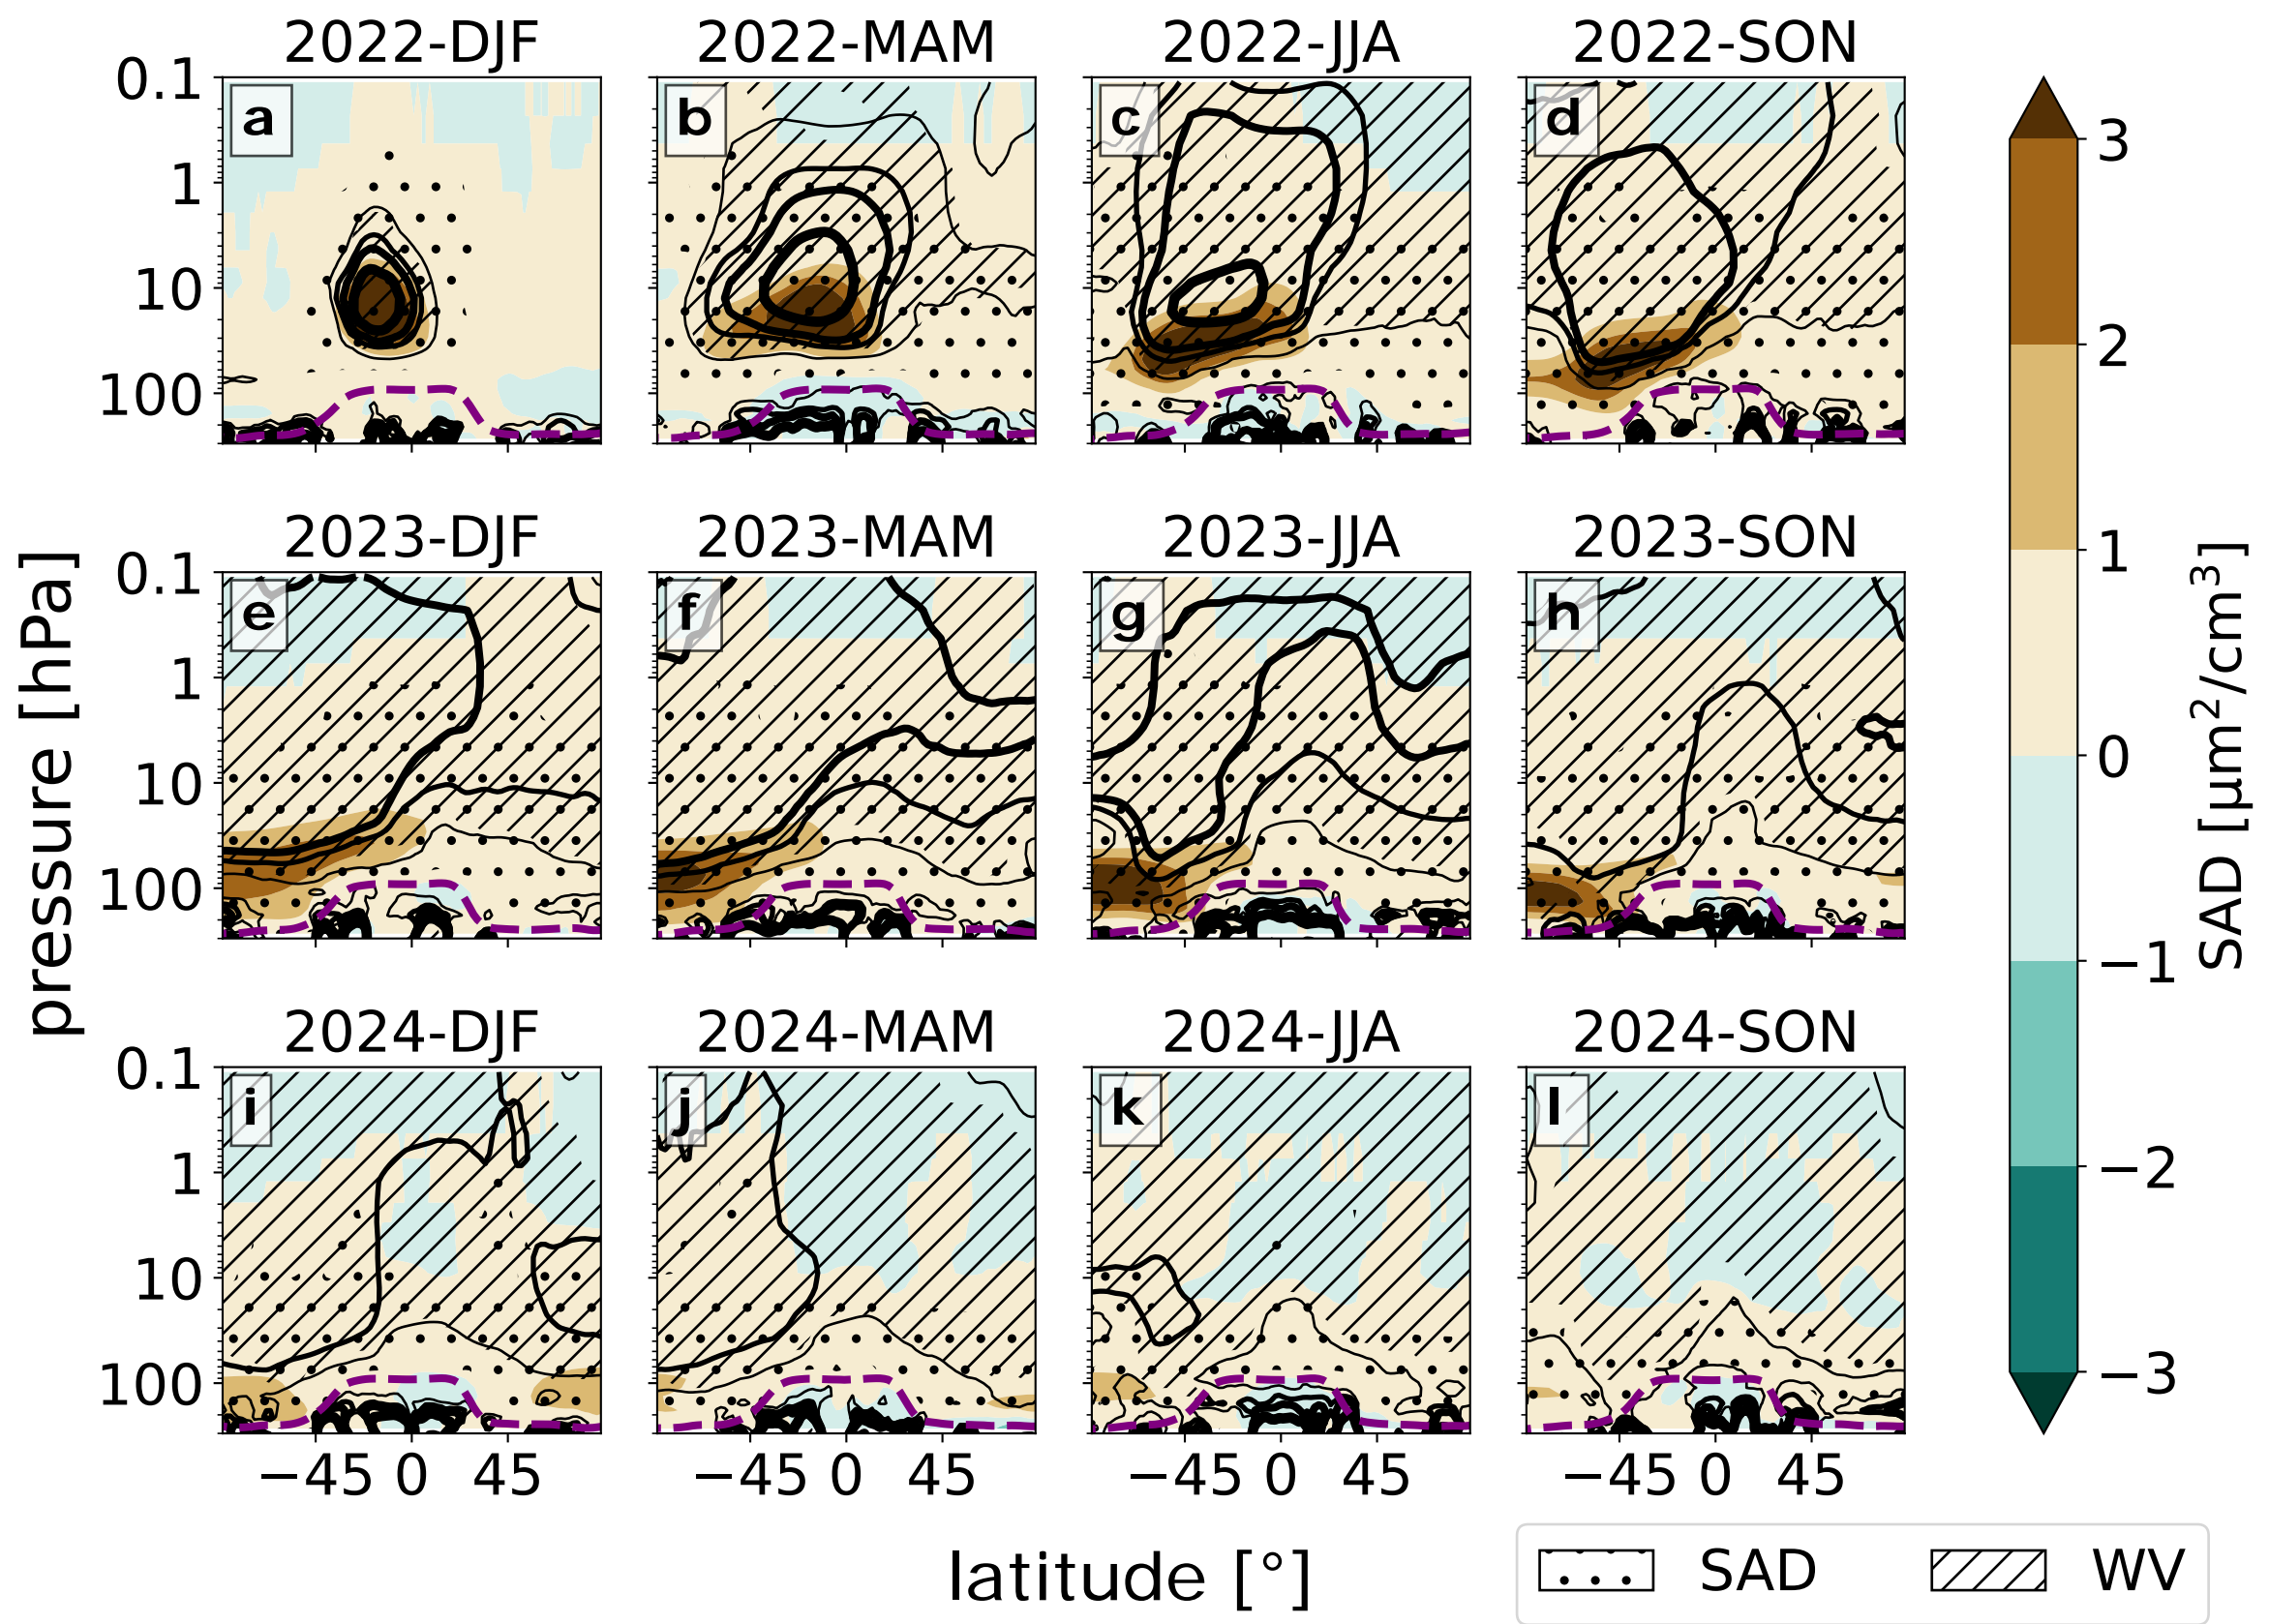 2022-DJF 2022-MAM 2022-JJA 2022-SON
a b c d
0.1
1
10
100
2023-DJF 2023-MAM 2023-JJA 2023-SON
e f g h
0.1
1
10
100
2024-DJF 2024-MAM 2024-JJA 2024-SON
i j k l
0.1
1
10
100
−45 0 45 −45 0 45 −45 0 45 −45 0 45
pressure [hPa]
latitude [°]
3
2
1
0
−1
−2
−3
SAD [μm²/cm³]
SAD WV